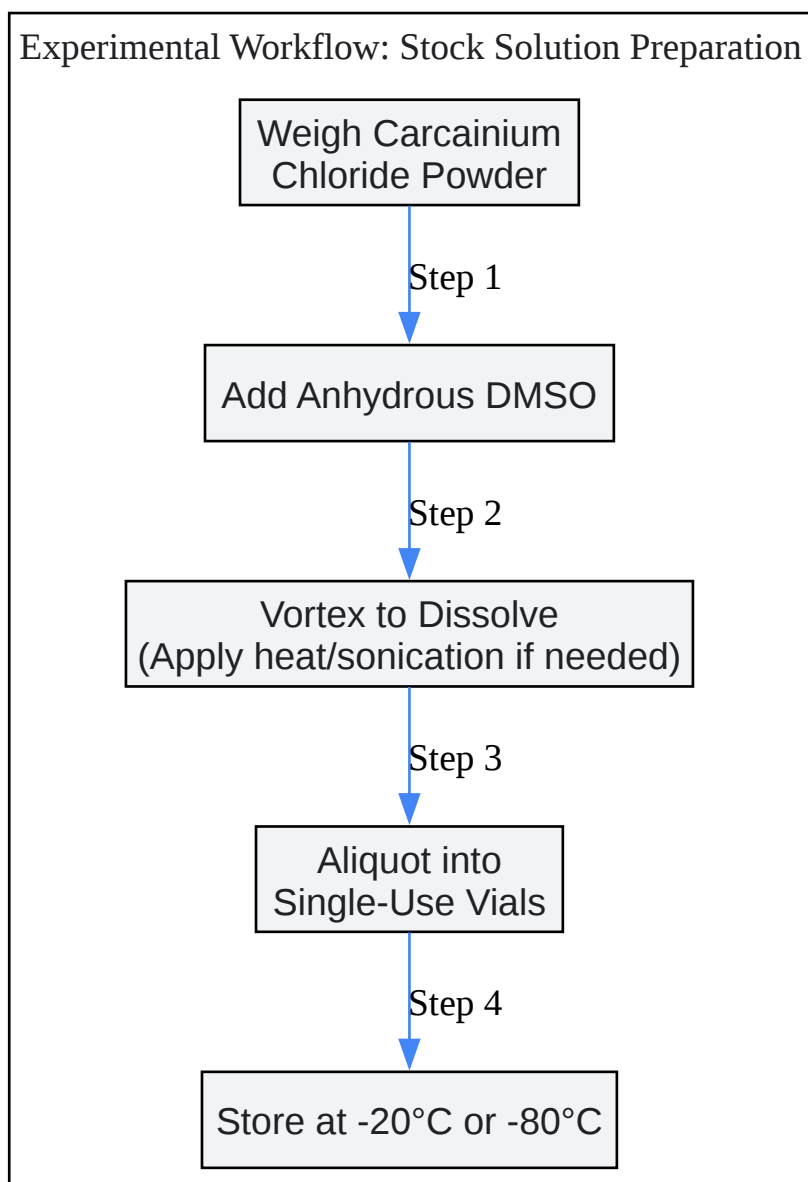 Experimental Workflow: Stock Solution Preparation
Weigh Carcainium
Chloride Powder
Step 1
Add Anhydrous DMSO
Step 2
Vortex to Dissolve
(Apply heat/sonication if needed)
Step 3
Aliquot into
Single-Use Vials
Step 4
Store at -20°C or -80°C